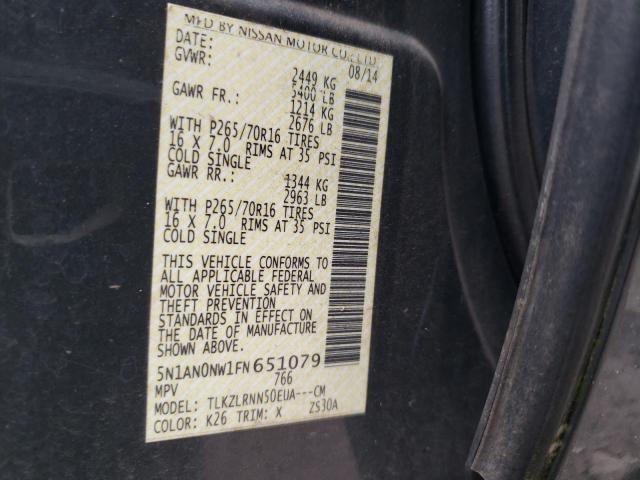 MFD BY NISSAN MOTOR CO., LTD.
DATE: 08/14
GVWR: 2449 KG
5400 LB
GAWR FR.: 1214 KG
2676 LB
WITH P265/70R16 TIRES
16 X 7.0 RIMS AT 35 PSI
COLD SINGLE
GAWR RR.: 1344 KG
2963 LB
WITH P265/70R16 TIRES
16 X 7.0 RIMS AT 35 PSI
COLD SINGLE
THIS VEHICLE CONFORMS TO
ALL APPLICABLE FEDERAL
MOTOR VEHICLE SAFETY AND
THEFT PREVENTION
STANDARDS IN EFFECT ON
THE DATE OF MANUFACTURE
SHOWN ABOVE.
5N1AN0NW1FN651079
MPV 766
MODEL: TLKZLRNN50EUA---CM
COLOR: K26 TRIM: X ZS30A